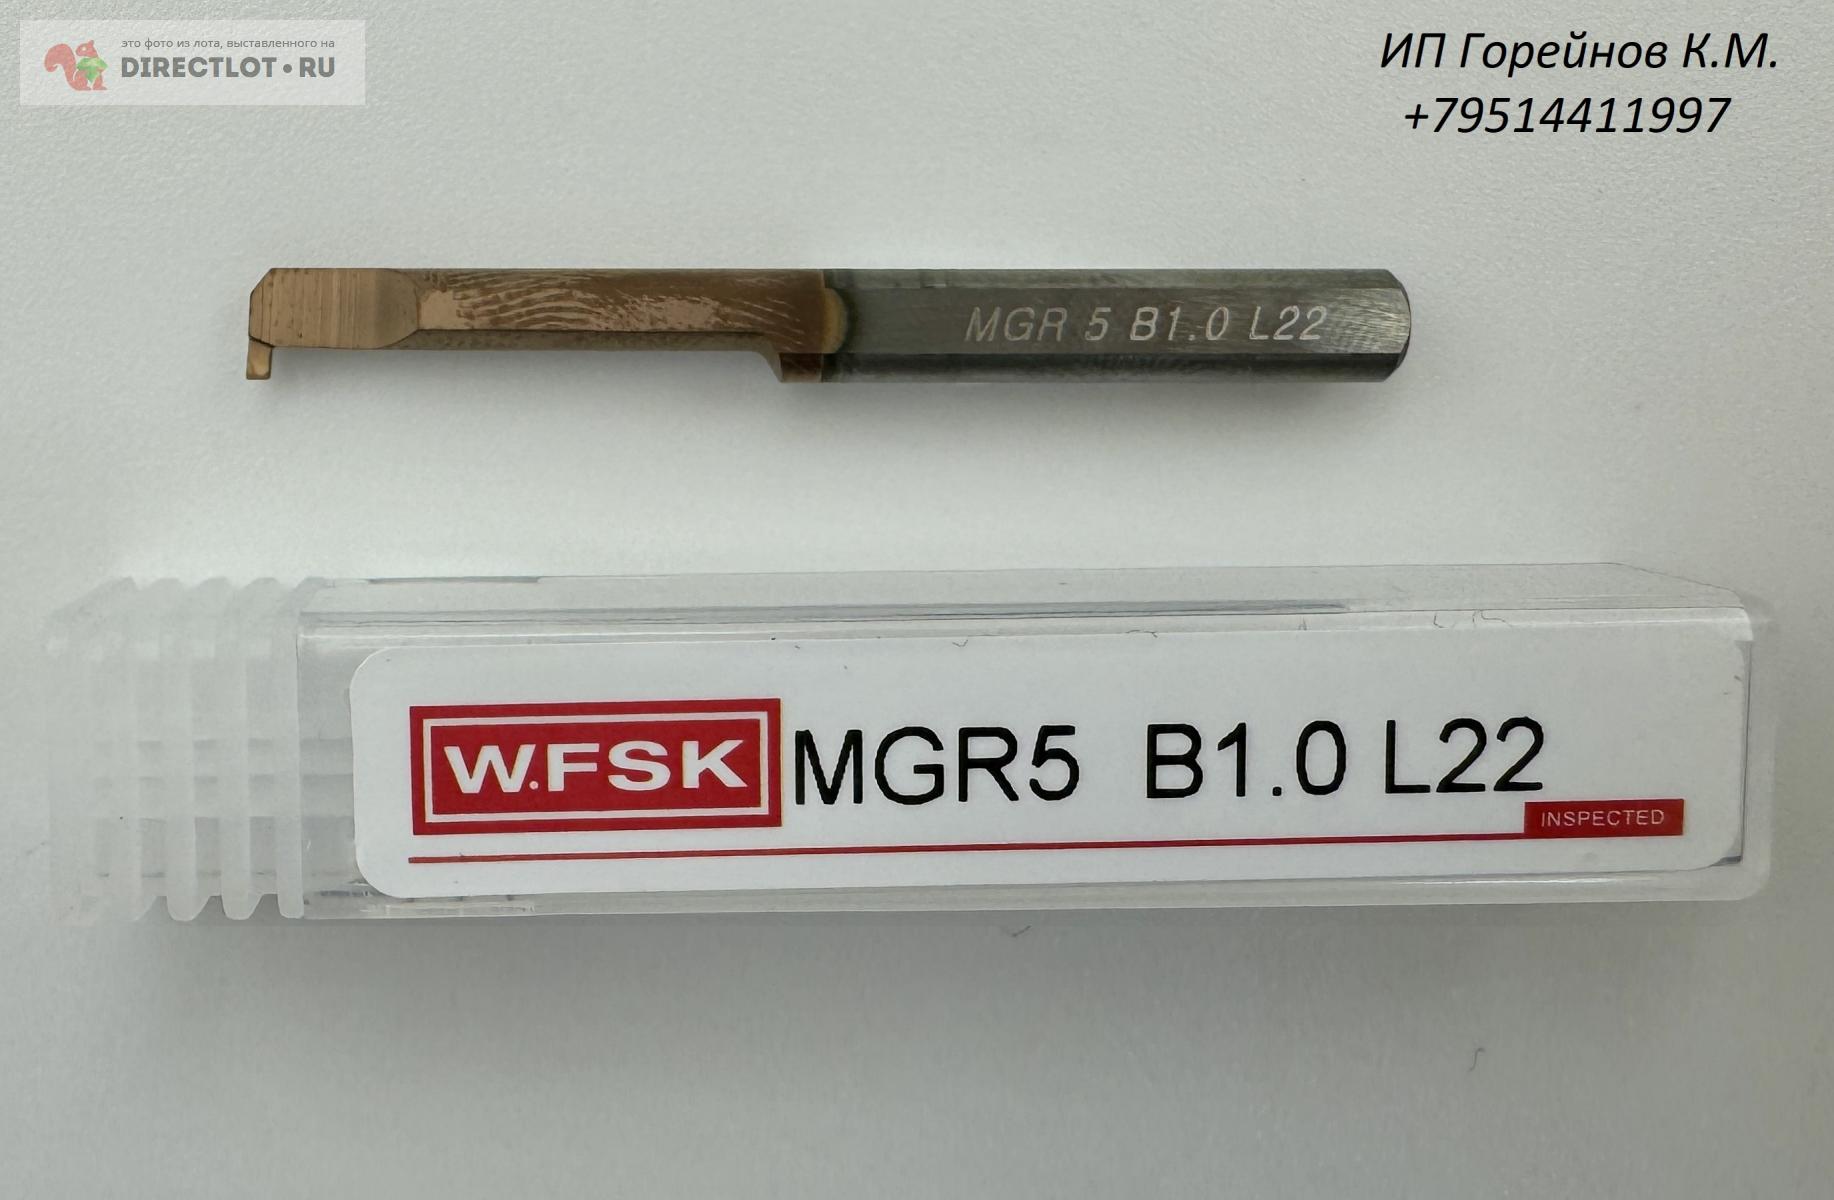 это фото из лота, выставленного на
DIRECTLOT•RU
ИП Горейнов К.М.
+79514411997
MGR 5 B1.0 L22
W.FSK MGR5 B1.0 L22
INSPECTED